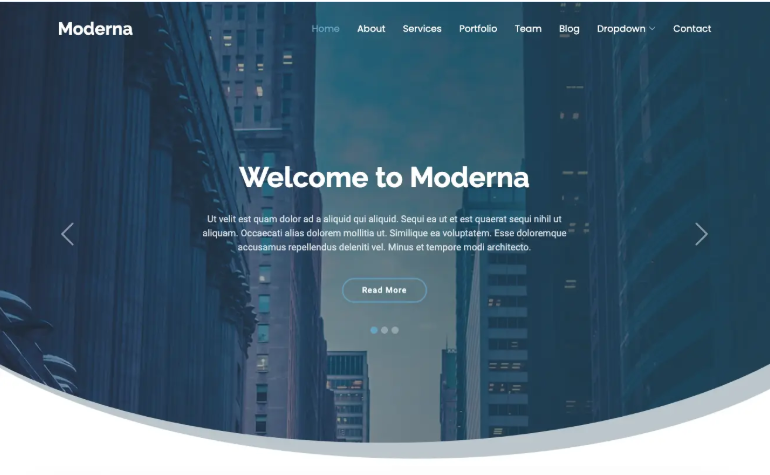 Moderna
Home About Services Portfolio Team Blog Dropdown Contact
Welcome to Moderna
Ut velit est quam dolor ad a aliquid qui aliquid. Sequi ea ut et est quaerat sequi nihil ut
aliquam. Occaecati alias dolorem mollitia ut. Similique ea voluptatem. Esse doloremque
accusamus repellendus deleniti vel. Minus et tempore modi architecto.
Read More